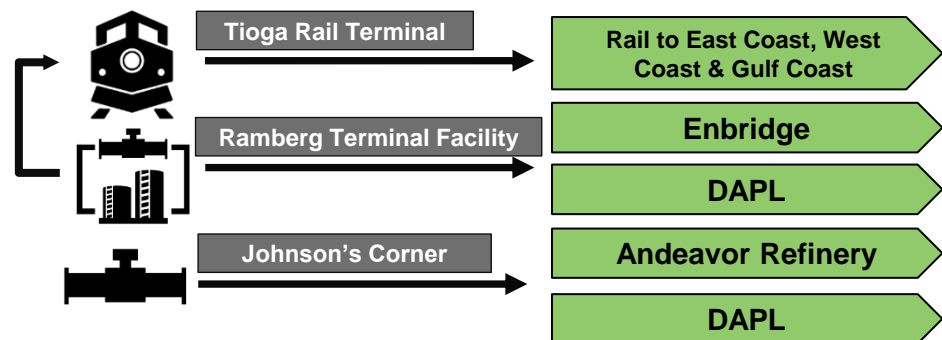 Tioga Rail Terminal
Rail to East Coast, West
Coast & Gulf Coast
Ramberg Terminal Facility
Enbridge
DAPL
Johnson’s Corner
Andeavor Refinery
DAPL